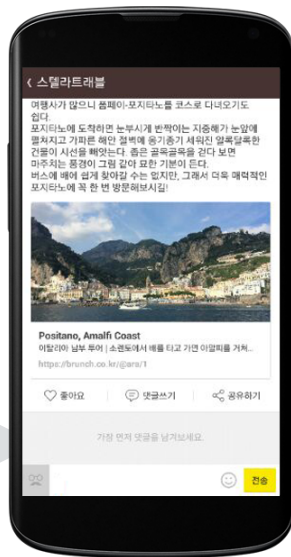 < 스텔라트래블
여행사가 많으니 폼페이-포지타노를 코스로 다녀오기도
쉽다.
포지타노에 도착하면 눈부시게 반짝이는 지중해가 눈앞에
펼쳐지고 가파른 해안 절벽에 옹기종기 세워진 알록달록한
건물이 시선을 빼앗는다. 좁은 골목골목을 걷다 보면
마주치는 풍경이 그림 같아 묘한 기분이 든다.
버스에 배에 쉽게 찾아갈 수는 없지만, 그래서 더욱 매력적인
포지타노에 꼭 한 번 방문해보시길!
Positano, Amalfi Coast
이탈리아 남부 투어 | 소렌토에서 배를 타고 가면 아말피를 거쳐...
https://brunch.co.kr/@ara/1
좋아요
댓글쓰기
공유하기
가장 먼저 댓글을 남겨보세요.
전송